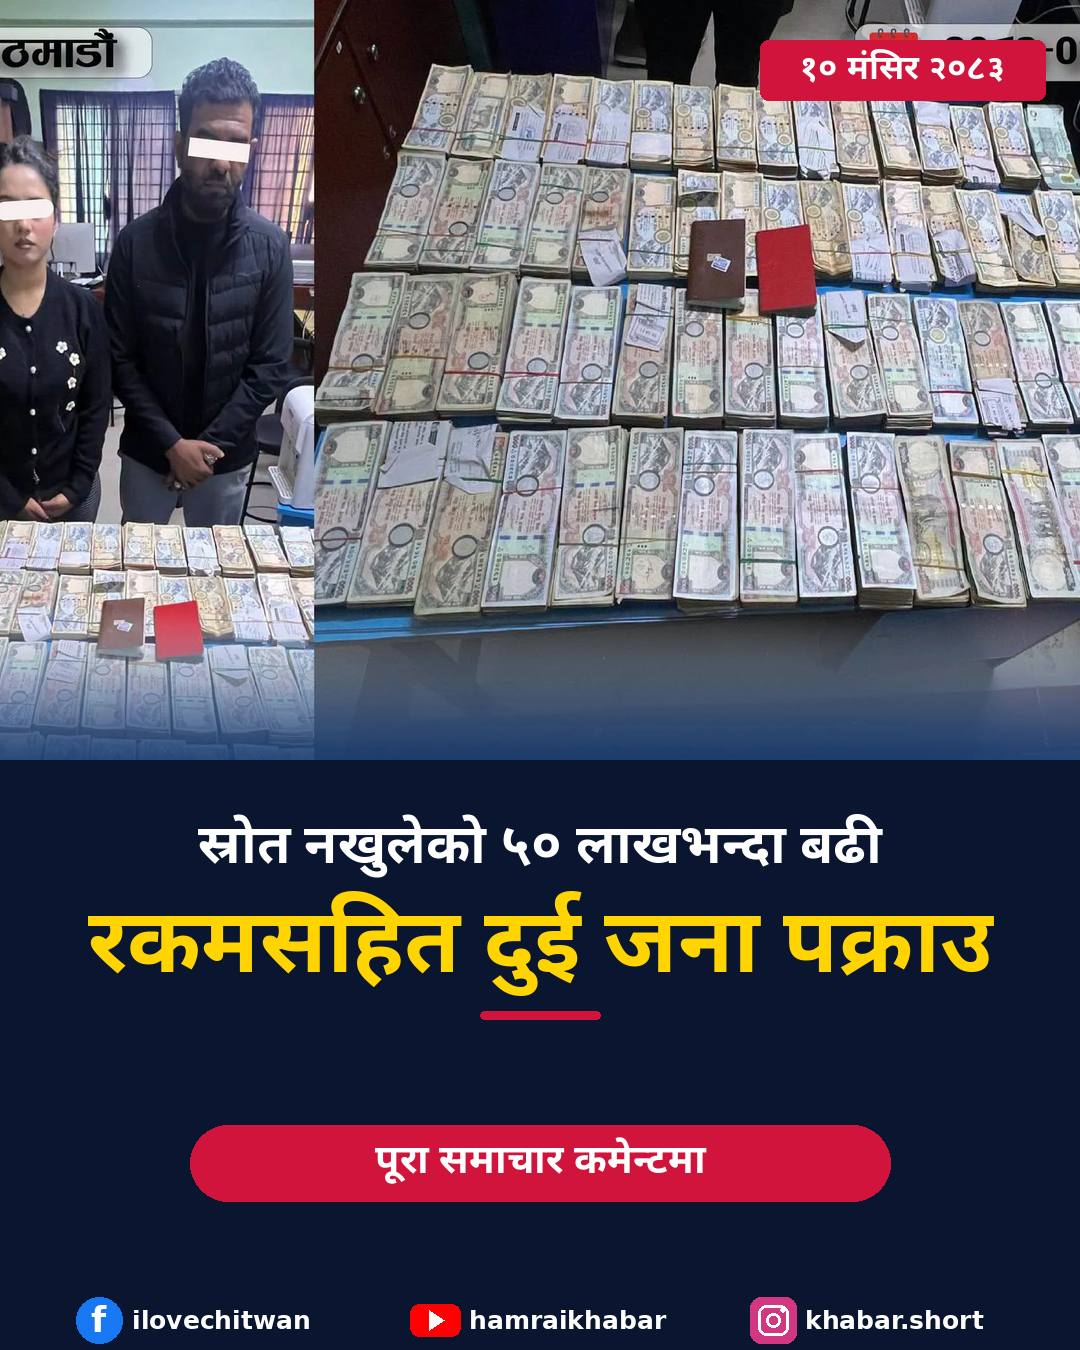 ठमाडौं
१० मंसिर २०८३
स्रोत नखुलेको ५० लाखभन्दा बढी
रकमसहित दुई जना पक्राउ
पूरा समाचार कमेन्टमा
ilovechitwan
hamraikhabar
khabar.short